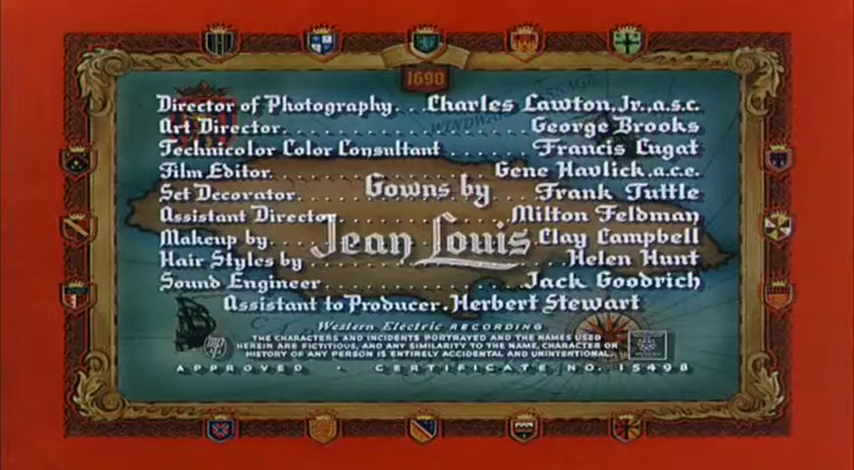 1690
Director of Photography. . . Charles Lawton, Jr., a.s.c.
Art Director. . . . . . . . . . . . . . . . . . . . . George Brooks
Technicolor Color Consultant . . . . . . . Francis Cugat
Film Editor. . . . . . . . . . . . . . . . . . Gene Havlick, a.c.e.
Gowns by
Set Decorator. . . . . . . . . . . . . . . . . . . Frank Tuttle
Assistant Director . . . . . . . . . . . . . . Milton Feldman
Jean Louis
Makeup by . . . . . . . . . . . . . . . . . . . . Clay Campbell
Hair Styles by . . . . . . . . . . . . . . . . . . . Helen Hunt
Sound Engineer . . . . . . . . . . . . . . . . Jack Goodrich
Assistant to Producer . Herbert Stewart
Western Electric RECORDING
THE CHARACTERS AND INCIDENTS PORTRAYED AND THE NAMES USED
HEREIN ARE FICTITIOUS, AND ANY SIMILARITY TO THE NAME, CHARACTER OR
HISTORY OF ANY PERSON IS ENTIRELY ACCIDENTAL AND UNINTENTIONAL.
APPROVED - CERTIFICATE NO. 15498